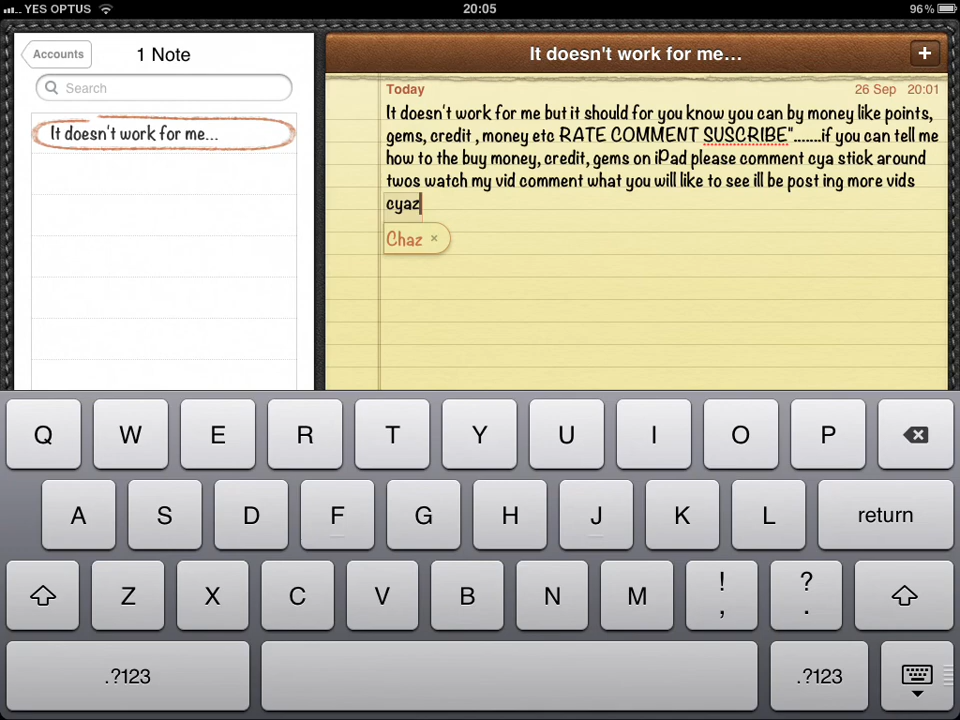 YES OPTUS 20:05 96%
Accounts 1 Note It doesn't work for me... +
Search
It doesn't work for me...
Today 26 Sep 20:01
It doesn't work for me but it should for you know you can by money like points,
gems, credit , money etc RATE COMMENT SUSCRIBE".......if you can tell me
how to the buy money, credit, gems on iPad please comment cya stick around
twos watch my vid comment what you will like to see ill be post ing more vids
cyaz
Chaz ×
Q W E R T Y U I O P
A S D F G H J K L return
Z X C V B N M ! , ? .
.?123 .?123